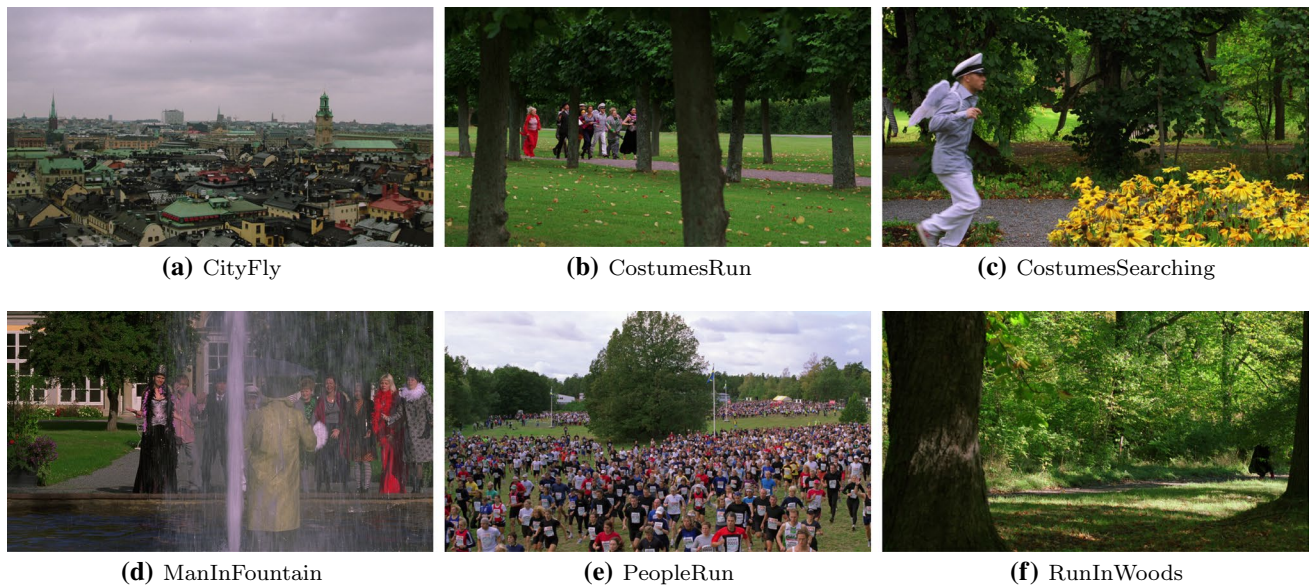 (a) CityFly
(b) CostumesRun
(c) CostumesSearching
(d) ManInFountain
(e) PeopleRun
(f) RunInWoods